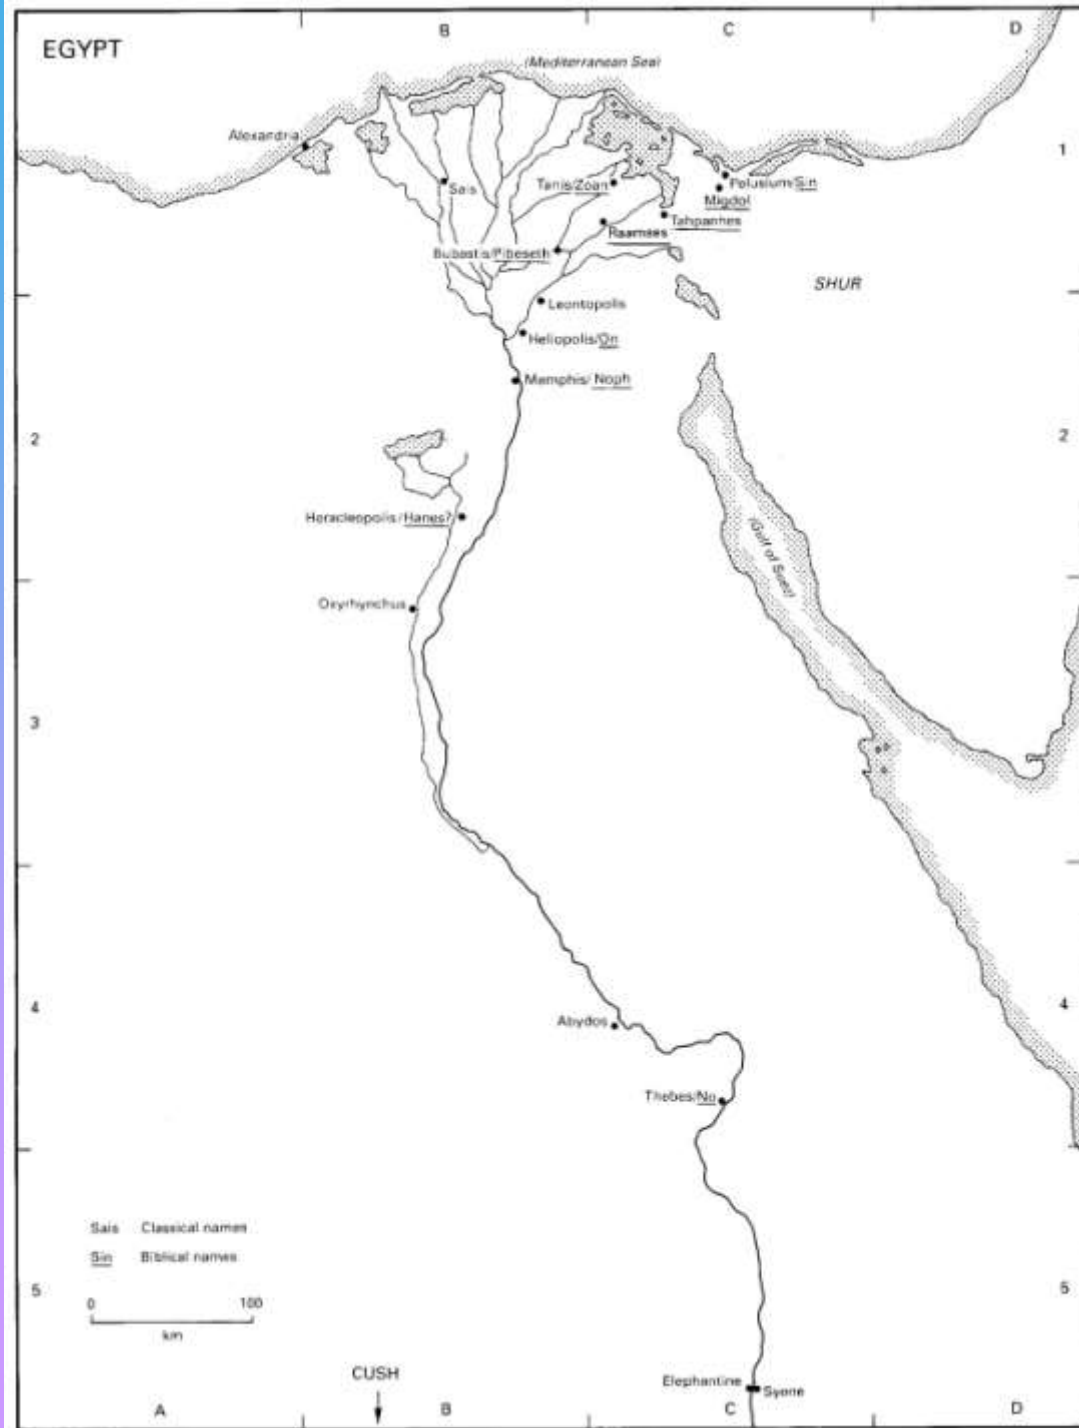 EGYPT
B
C
D
(Mediterranean Sea)
Alexandria
1
1
Sais
Tanis/Zoan
Pelusium/Sin
Migdol
Tahpanhes
Raamses
Bubastis/Pibeseth
SHUR
Leontopolis
Heliopolis/On
Memphis/Noph
2
2
Heracleopolis/Hanes?
(Gulf of Suez)
Oxyrhynchus
3
3
4
4
Abydos
Thebes/No
Sais Classical names
Sin Biblical names
5
5
0 100
km
CUSH
Elephantine
Syene
A
B
C
D